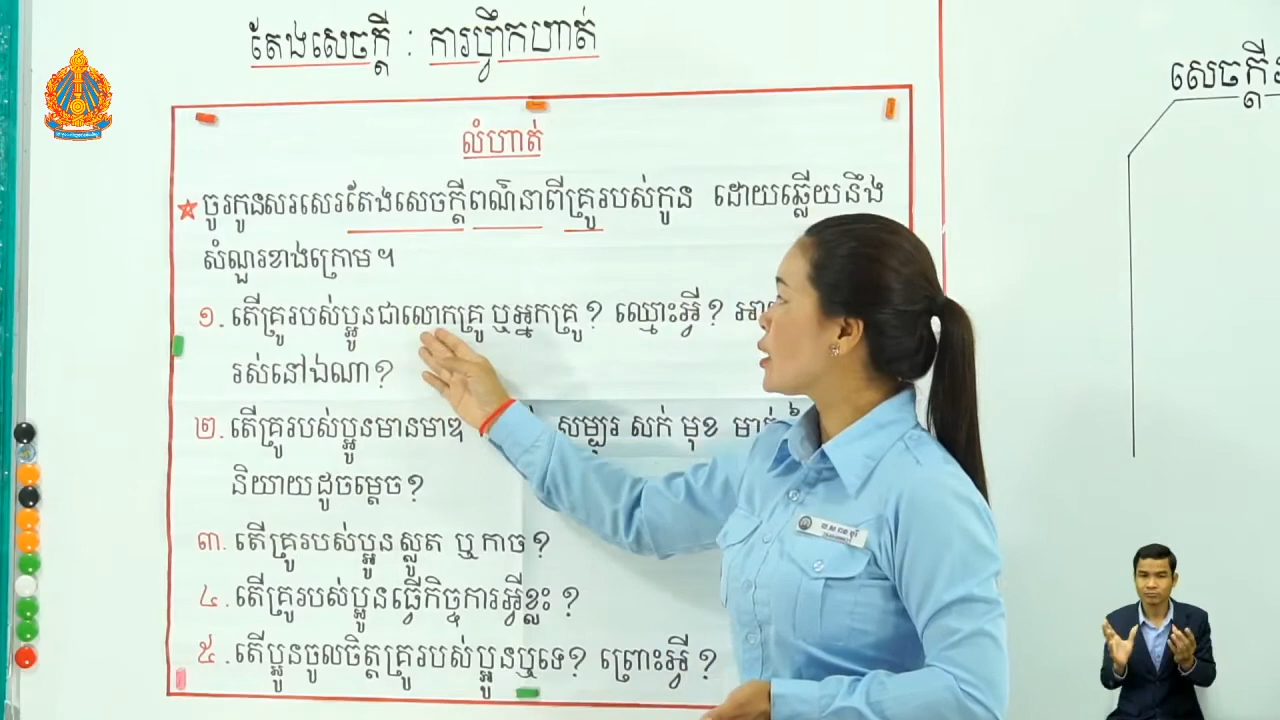 តែងសេចក្ដី : ការហ្វឹកហាត់
លំហាត់
ចូរកូនសរសេរតែងសេចក្ដីពណ៌នាពីគ្រូរបស់កូន ដោយឆ្លើយនឹង
សំណួរខាងក្រោម។
១. តើគ្រូរបស់ប្អូនជាលោកគ្រូ ឬអ្នកគ្រូ? ឈ្មោះអ្វី?
រស់នៅឯណា?
២. តើគ្រូរបស់ប្អូនមានមាឌ សម្បុរ សក់ មុខ មាត់
និយាយដូចម្ដេច?
៣. តើគ្រូរបស់ប្អូនស្លូត ឬ កាច?
៤. តើគ្រូរបស់ប្អូនធ្វើកិច្ចការអ្វីខ្លះ ?
៥. តើប្អូនចូលចិត្តគ្រូរបស់ប្អូនឬទេ? ព្រោះអ្វី ?